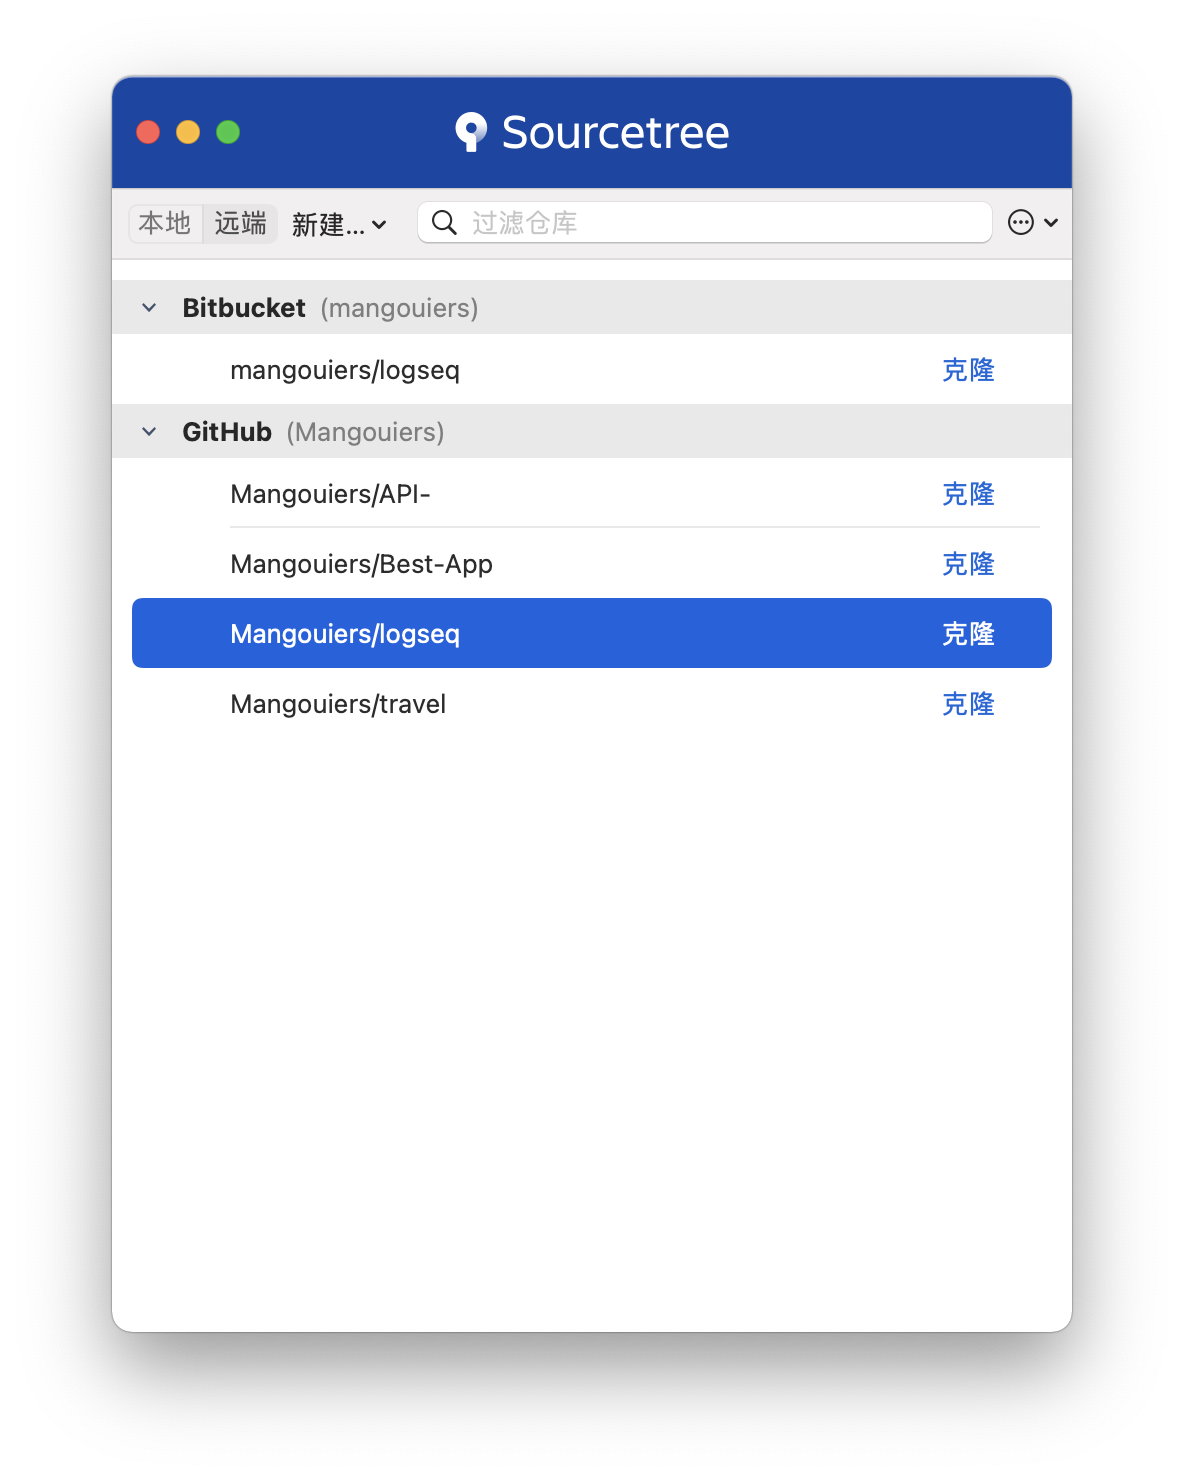 Sourcetree
本地 远端 新建... 过滤仓库
Bitbucket (mangouiers)
mangouiers/logseq 克隆
GitHub (Mangouiers)
Mangouiers/API- 克隆
Mangouiers/Best-App 克隆
Mangouiers/logseq 克隆
Mangouiers/travel 克隆